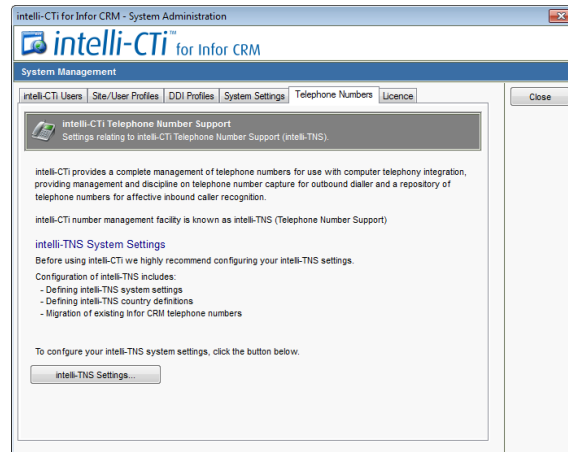 intelli-CTi for Infor CRM - System Administration
intelli-CTi™ for Infor CRM
System Management
intelli-CTi Users Site/User Profiles DDI Profiles System Settings Telephone Numbers Licence
Close
intelli-CTi Telephone Number Support
Settings relating to intelli-CTi Telephone Number Support (intelli-TNS).
intelli-CTi provides a complete management of telephone numbers for use with computer telephony integration,
providing management and discipline on telephone number capture for outbound dialler and a repository of
telephone numbers for affective inbound caller recognition.
intelli-CTi number management facility is known as intelli-TNS (Telephone Number Support)
intelli-TNS System Settings
Before using intelli-CTi we highly recommend configuring your intelli-TNS settings.
Configuration of intelli-TNS includes:
- Defining intelli-TNS system settings
- Defining intelli-TNS country definitions
- Migration of existing Infor CRM telephone numbers
To configure your intelli-TNS system settings, click the button below.
intelli-TNS Settings...